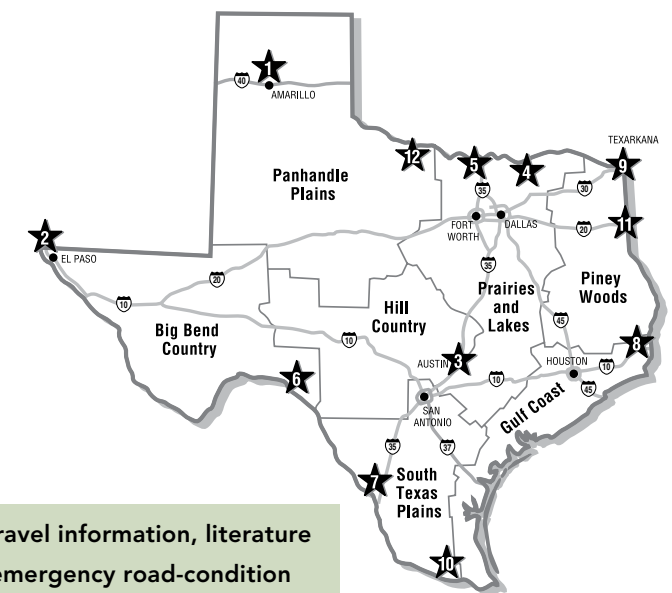 1
40
AMARILLO
TEXARKANA
12
5
4
9
Panhandle
Plains
35
30
2
FORT
WORTH
DALLAS
11
20
EL PASO
35
20
Prairies
and
Lakes
Piney
Woods
10
Hill
Country
45
Big Bend
Country
10
8
AUSTIN
3
HOUSTON
10
6
10
45
SAN
ANTONIO
Gulf Coast
35
37
7
South
Texas
Plains
10
ravel information, literature
emergency road-condition